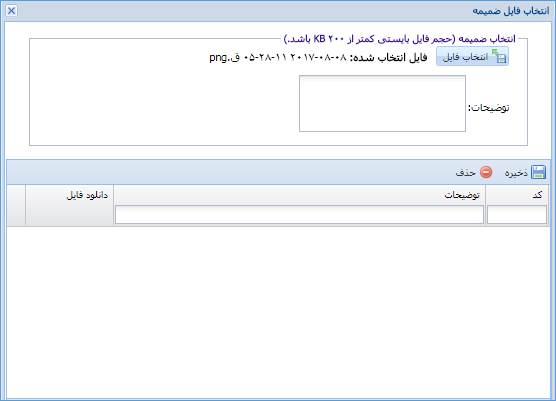 انتخاب فایل ضمیمه
انتخاب ضمیمه (حجم فایل بایستی کمتر از ۲۰۰ KB باشد.)
انتخاب فایل فایل انتخاب شده: ۰۸-۰۸-۲۰۱۷ ۱۱-۲۸-۰۵ ق.png
توضیحات:
ذخیره حذف
کد توضیحات دانلود فایل